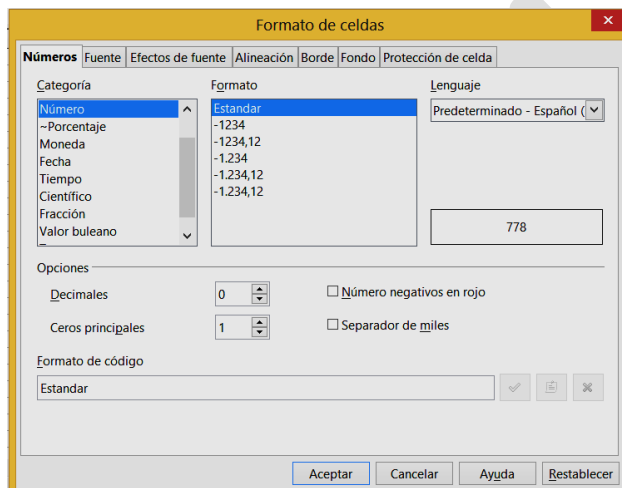 Formato de celdas
Números Fuente Efectos de fuente Alineación Borde Fondo Protección de celda
Categoría Formato Lenguaje
Número
~Porcentaje
Moneda
Fecha
Tiempo
Científico
Fracción
Valor buleano
Estandar
-1234
-1234,12
-1.234
-1.234,12
-1.234,12
Predeterminado - Español (
778
Opciones
Decimales 0 Número negativos en rojo
Ceros principales 1 Separador de miles
Formato de código
Estandar
Aceptar Cancelar Ayuda Restablecer